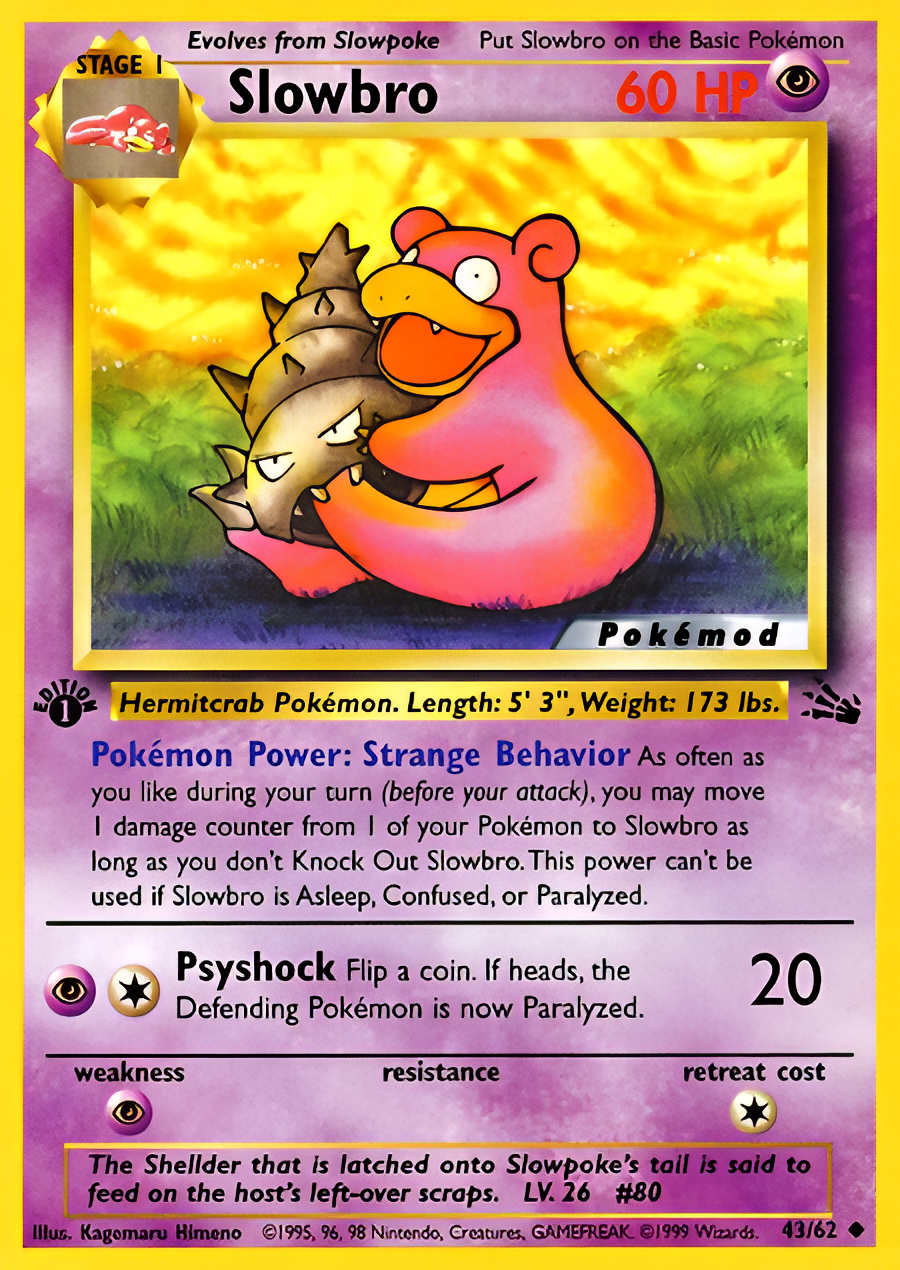 Evolves from Slowpoke Put Slowbro on the Basic Pokémon
STAGE 1
Slowbro 60 HP
Pokémod
EDITION
1
Hermitcrab Pokémon. Length: 5' 3", Weight: 173 lbs.
Pokémon Power: Strange Behavior As often as
you like during your turn (before your attack), you may move
1 damage counter from 1 of your Pokémon to Slowbro as
long as you don't Knock Out Slowbro. This power can't be
used if Slowbro is Asleep, Confused, or Paralyzed.
Psyshock Flip a coin. If heads, the
Defending Pokémon is now Paralyzed.
20
weakness resistance retreat cost
The Shellder that is latched onto Slowpoke's tail is said to
feed on the host's left-over scraps. LV. 26 #80
Illus. Kagemaru Himeno ©1995, 96, 98 Nintendo, Creatures, GAMEFREAK. ©1999 Wizards. 43/62